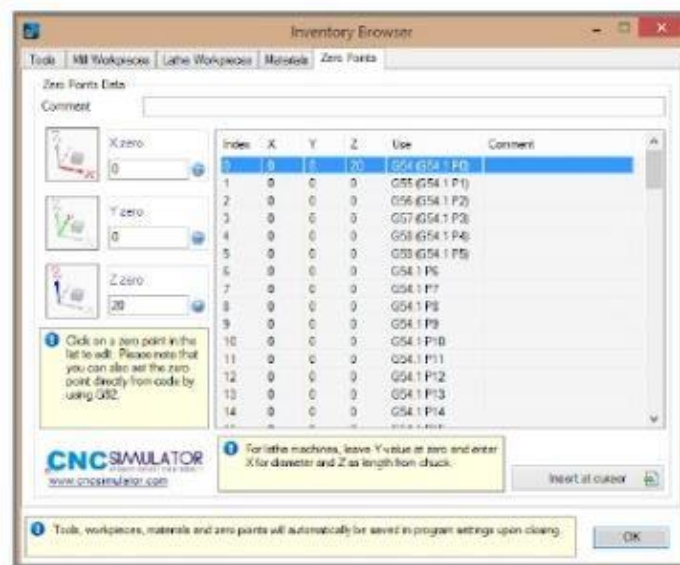 Inventory Browser
Tools Mill Workpieces Lathe Workpieces Materials Zero Points
Zero Points Data
Comment
X zero
0
Y zero
0
Z zero
20
Click on a zero point in the
list to edit. Please note that
you can also set the zero
point directly from code by
using G92.
Index X Y Z Use Comment
0 0 0 20 G54 (G54.1 P0)
1 0 0 0 G55 (G54.1 P1)
2 0 0 0 G56 (G54.1 P2)
3 0 0 0 G57 (G54.1 P3)
4 0 0 0 G58 (G54.1 P4)
5 0 0 0 G59 (G54.1 P5)
6 0 0 0 G54.1 P6
7 0 0 0 G54.1 P7
8 0 0 0 G54.1 P8
9 0 0 0 G54.1 P9
10 0 0 0 G54.1 P10
11 0 0 0 G54.1 P11
12 0 0 0 G54.1 P12
13 0 0 0 G54.1 P13
14 0 0 0 G54.1 P14
CNC SIMULATOR
www.cncsimulator.com
For lathe machines, leave Y-value at zero and enter
X for diameter and Z as length from chuck.
Insert at cursor
Tools, workpieces, materials and zero points will automatically be saved in program settings upon closing.
OK